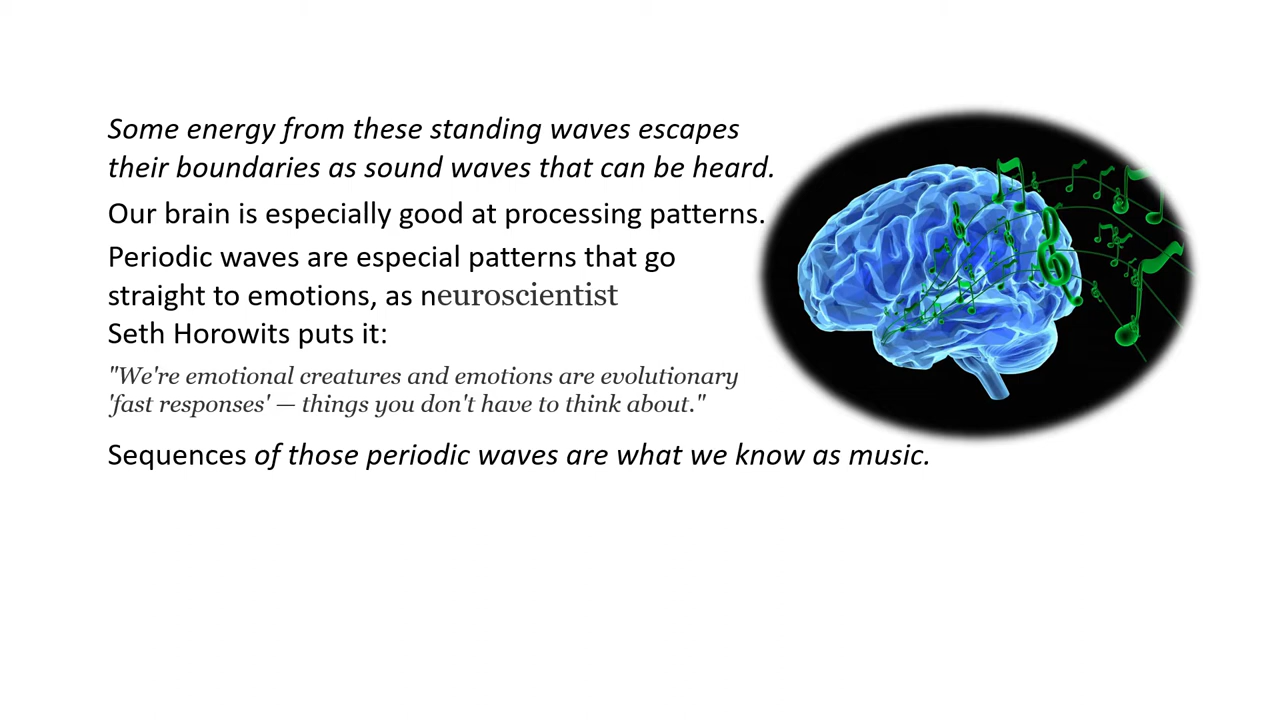 Some energy from these standing waves escapes
their boundaries as sound waves that can be heard.
Our brain is especially good at processing patterns.
Periodic waves are especial patterns that go
straight to emotions, as neuroscientist
Seth Horowits puts it:
"We're emotional creatures and emotions are evolutionary
'fast responses' — things you don't have to think about."
Sequences of those periodic waves are what we know as music.